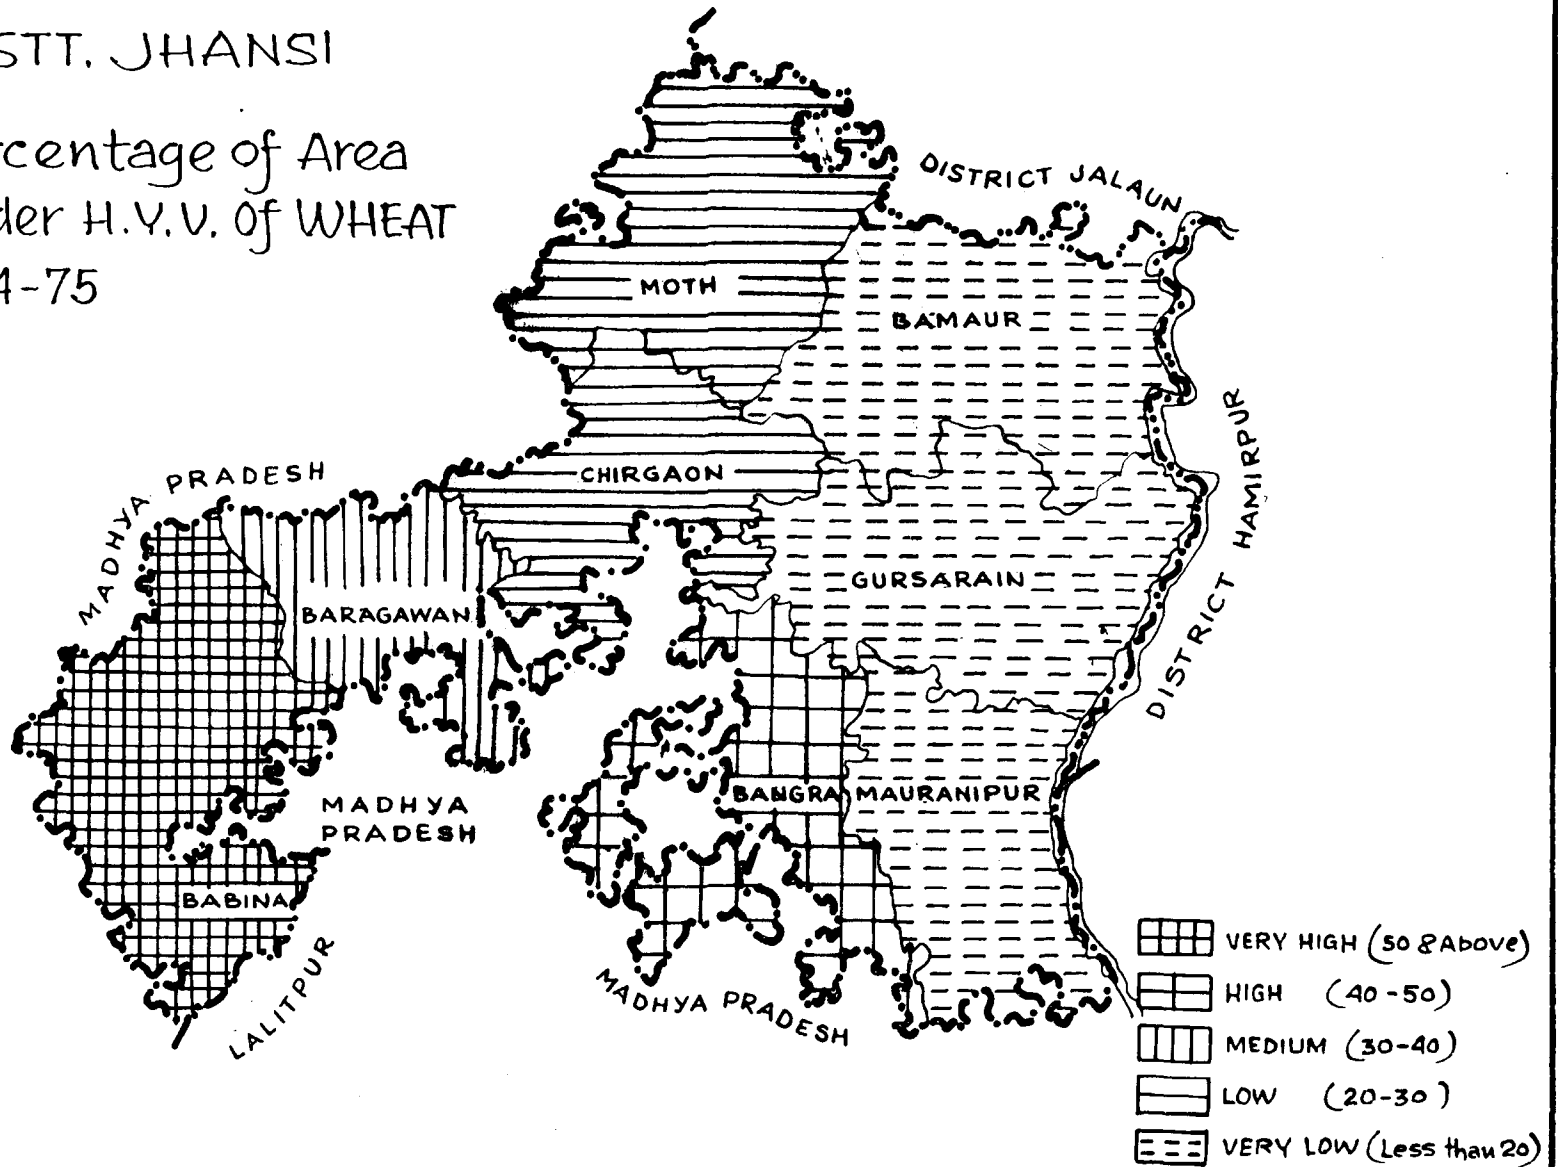 STT. JHANSI
rcentage of Area
der H.Y.V. of WHEAT
4-75
DISTRICT JALAUN
MOTH
BAMAUR
DISTRICT HAMIRPUR
CHIRGAON
MADHYA PRADESH
GURSARAIN
BARAGAWAN
MADHYA
PRADESH
BANGRA
MAURANIPUR
BABINA
LALITPUR
MADHYA PRADESH
VERY HIGH (50 & Above)
HIGH (40-50)
MEDIUM (30-40)
LOW (20-30)
VERY LOW (Less than 20)